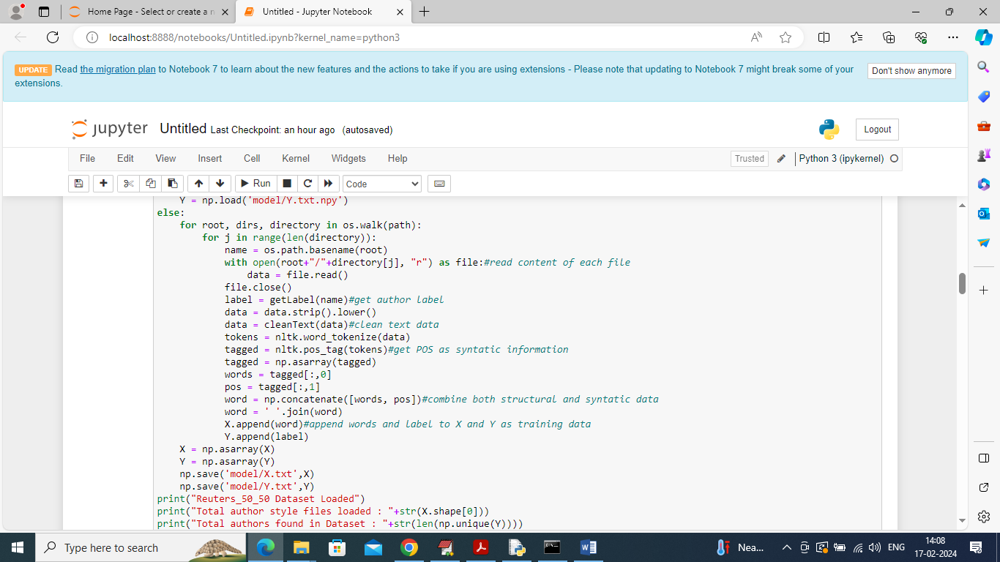 Home Page - Select or create a n
Untitled - Jupyter Notebook
localhost:8888/notebooks/Untitled.ipynb?kernel_name=python3
UPDATE Read the migration plan to Notebook 7 to learn about the new features and the actions to take if you are using extensions - Please note that updating to Notebook 7 might break some of your
extensions.
Don't show anymore
jupyter Untitled Last Checkpoint: an hour ago (autosaved)
Logout
File Edit View Insert Cell Kernel Widgets Help
Trusted
Python 3 (ipykernel)
Run
Code
Y = np.load('model/Y.txt.npy')
else:
for root, dirs, directory in os.walk(path):
for j in range(len(directory)):
name = os.path.basename(root)
with open(root+"/"+directory[j], "r") as file:#read content of each file
data = file.read()
file.close()
label = getLabel(name)#get author label
data = data.strip().lower()
data = cleanText(data)#clean text data
tokens = nltk.word_tokenize(data)
tagged = nltk.pos_tag(tokens)#get POS as syntatic information
tagged = np.asarray(tagged)
words = tagged[:,0]
pos = tagged[:,1]
word = np.concatenate([words, pos])#combine both structural and syntatic data
word = ' '.join(word)
X.append(word)#append words and label to X and Y as training data
Y.append(label)
X = np.asarray(X)
Y = np.asarray(Y)
np.save('model/X.txt',X)
np.save('model/Y.txt',Y)
print("Reuters_50_50 Dataset Loaded")
print("Total author style files loaded : "+str(X.shape[0]))
print("Total authors found in Dataset : "+str(len(np.unique(Y))))
Type here to search
Nea...
ENG
14:08
17-02-2024